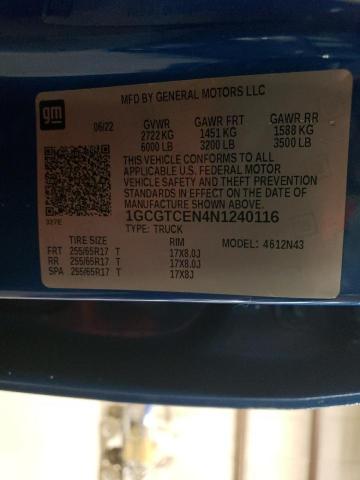 gm
MFD BY GENERAL MOTORS LLC
06/22 GVWR GAWR FRT GAWR RR
2722 KG 1451 KG 1588 KG
6000 LB 3200 LB 3500 LB
THIS VEHICLE CONFORMS TO ALL
APPLICABLE U.S. FEDERAL MOTOR
VEHICLE SAFETY AND THEFT PREVENTION
STANDARDS IN EFFECT ON THE DATE OF
MANUFACTURE SHOWN ABOVE.
1GCGTCEN4N1240116
327E TYPE: TRUCK
TIRE SIZE RIM MODEL: 4612N43
FRT 255/65R17 T 17X8.0J
RR 255/65R17 T 17X8.0J
SPA 255/65R17 T 17X8J